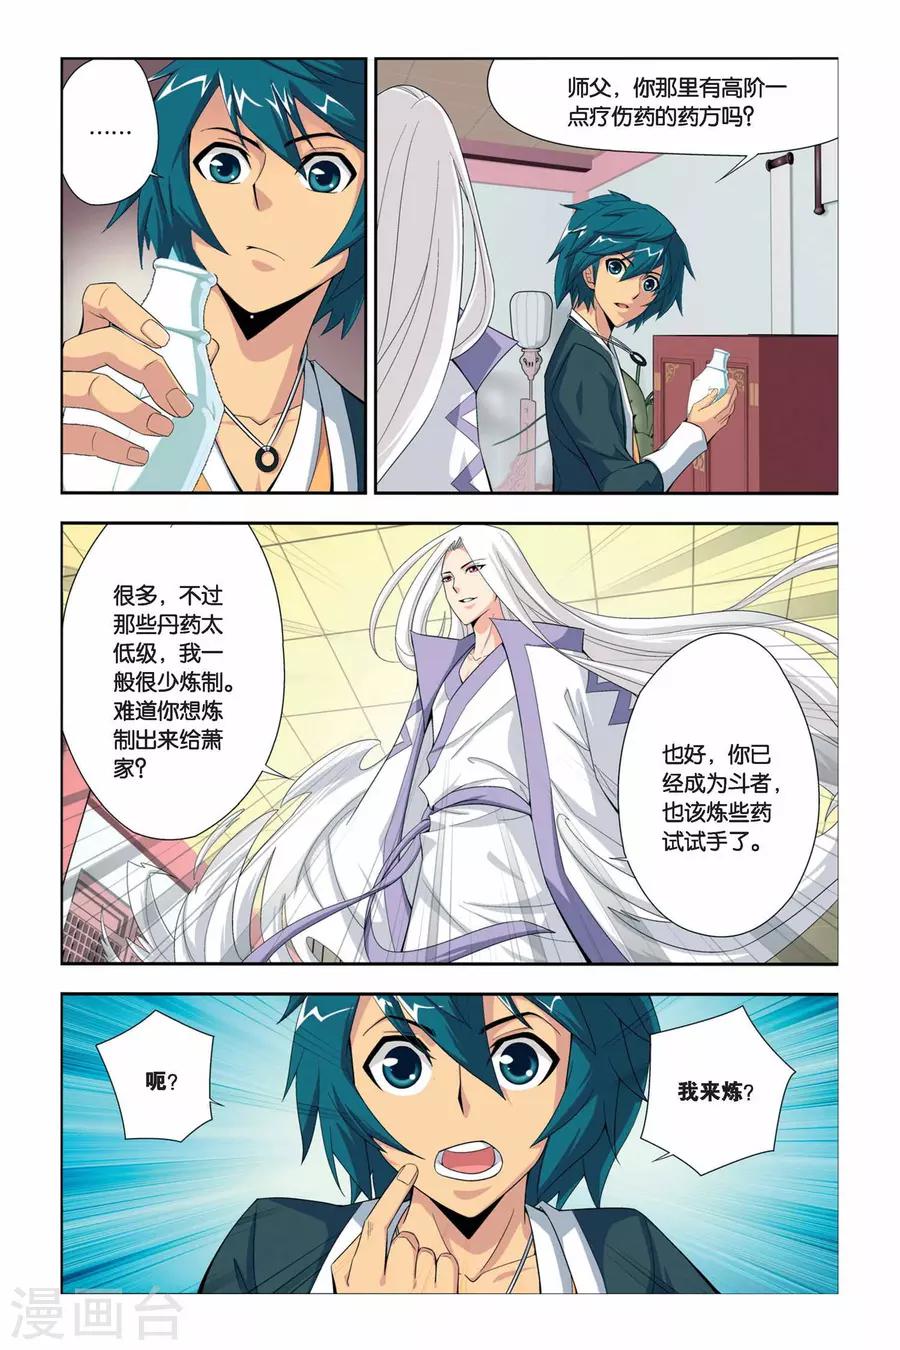 ……
师父，你那里有高阶一
点疗伤药的药方吗？
很多，不过
那些丹药太
低级，我一
般很少炼制。
难道你想炼
制出来给萧
家？
也好，你已
经成为斗者，
也该炼些药
试试手了。
呃？
我来炼？
漫画台